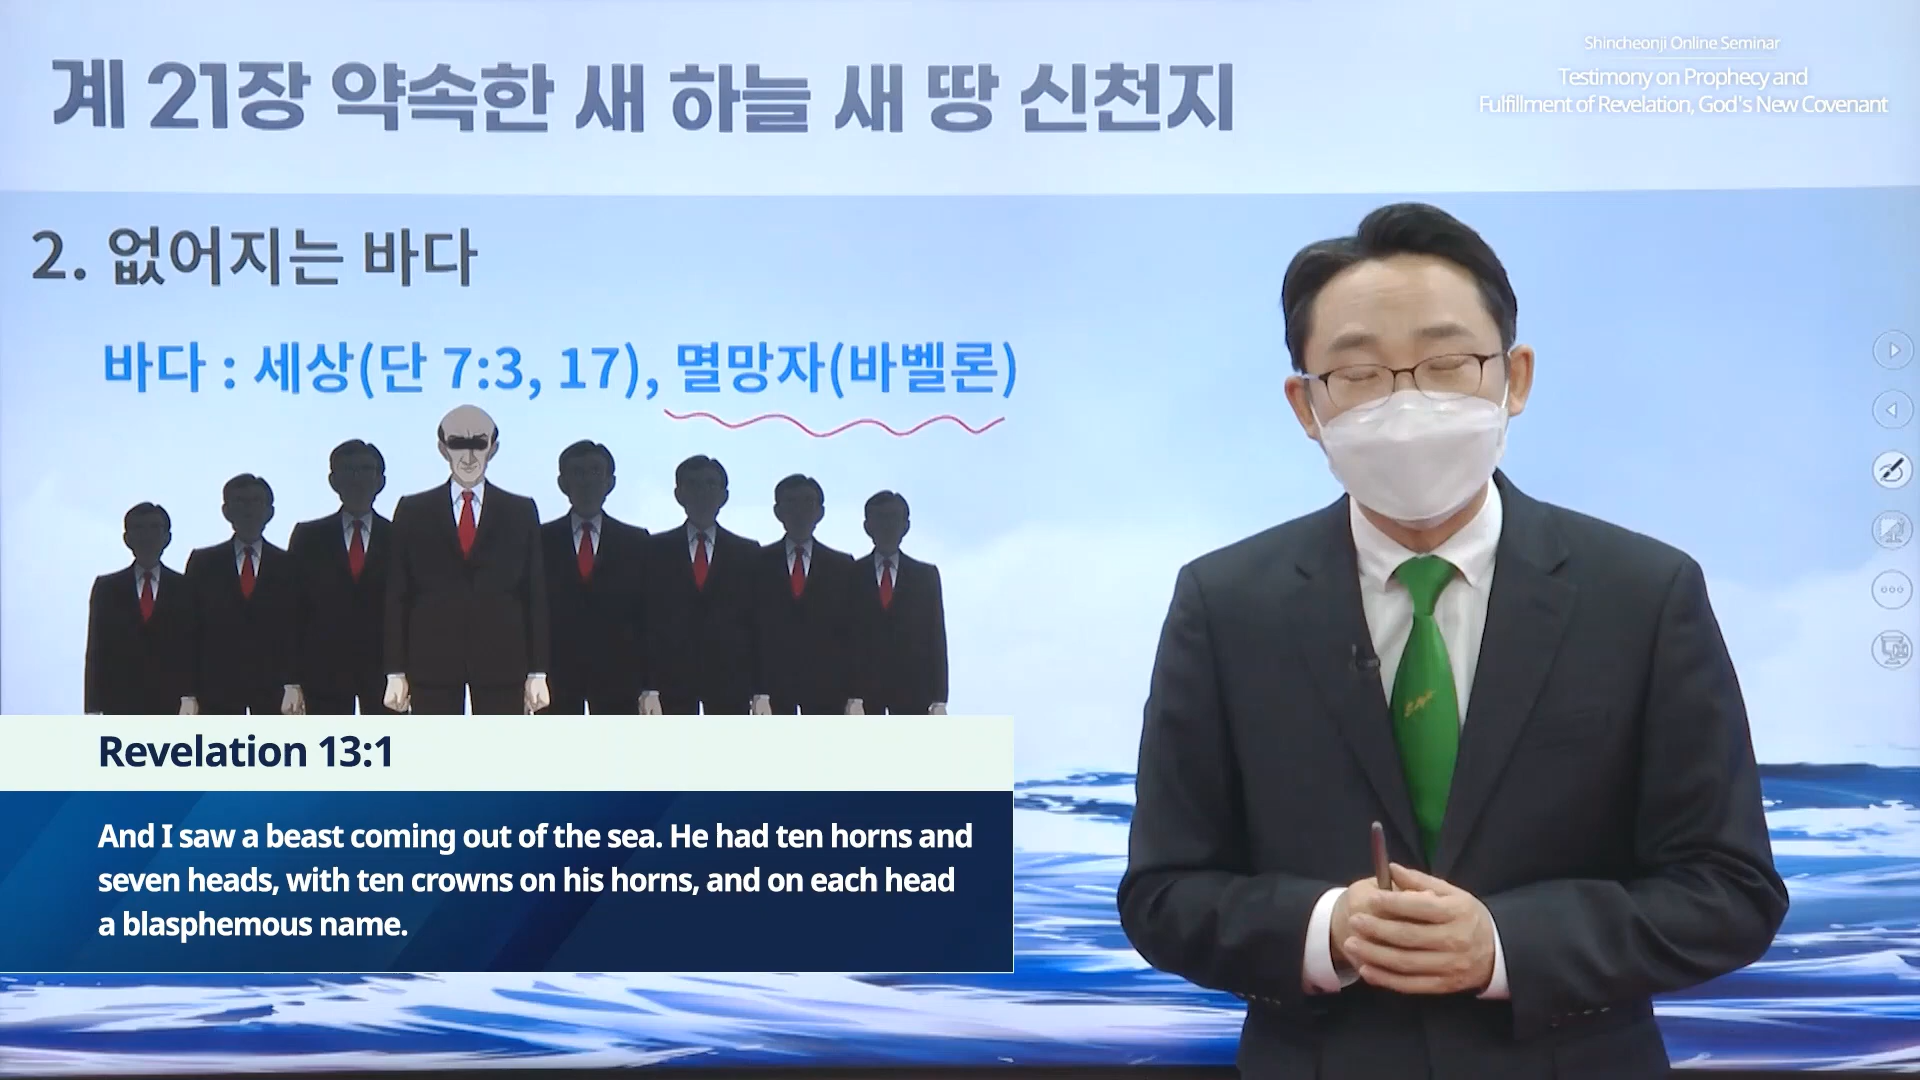 계 21장 약속한 새 하늘 새 땅 신천지
Shincheonji Online Seminar
Testimony on Prophecy and
Fulfillment of Revelation, God's New Covenant
2. 없어지는 바다
바다 : 세상(단 7:3, 17), 멸망자(바벨론)
Revelation 13:1
And I saw a beast coming out of the sea. He had ten horns and
seven heads, with ten crowns on his horns, and on each head
a blasphemous name.